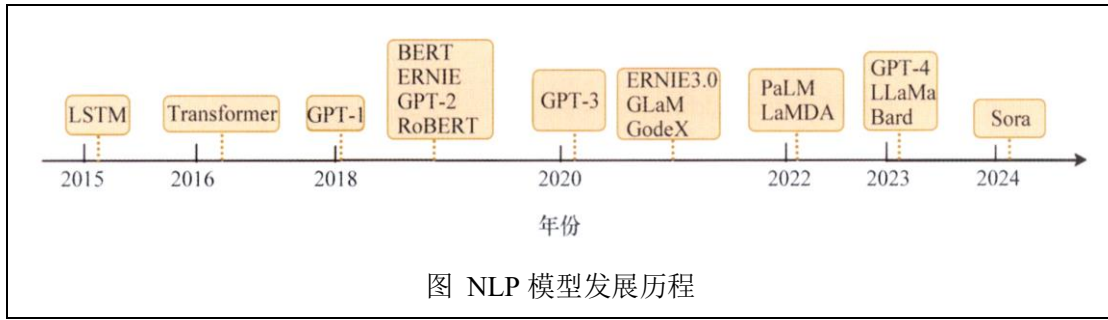 LSTM
Transformer
GPT-1
BERT
ERNIE
GPT-2
RoBERT
GPT-3
ERNIE3.0
GLaM
GodeX
PaLM
LaMDA
GPT-4
LLaMa
Bard
Sora
2015
2016
2018
2020
2022
2023
2024
年份
图 NLP 模型发展历程